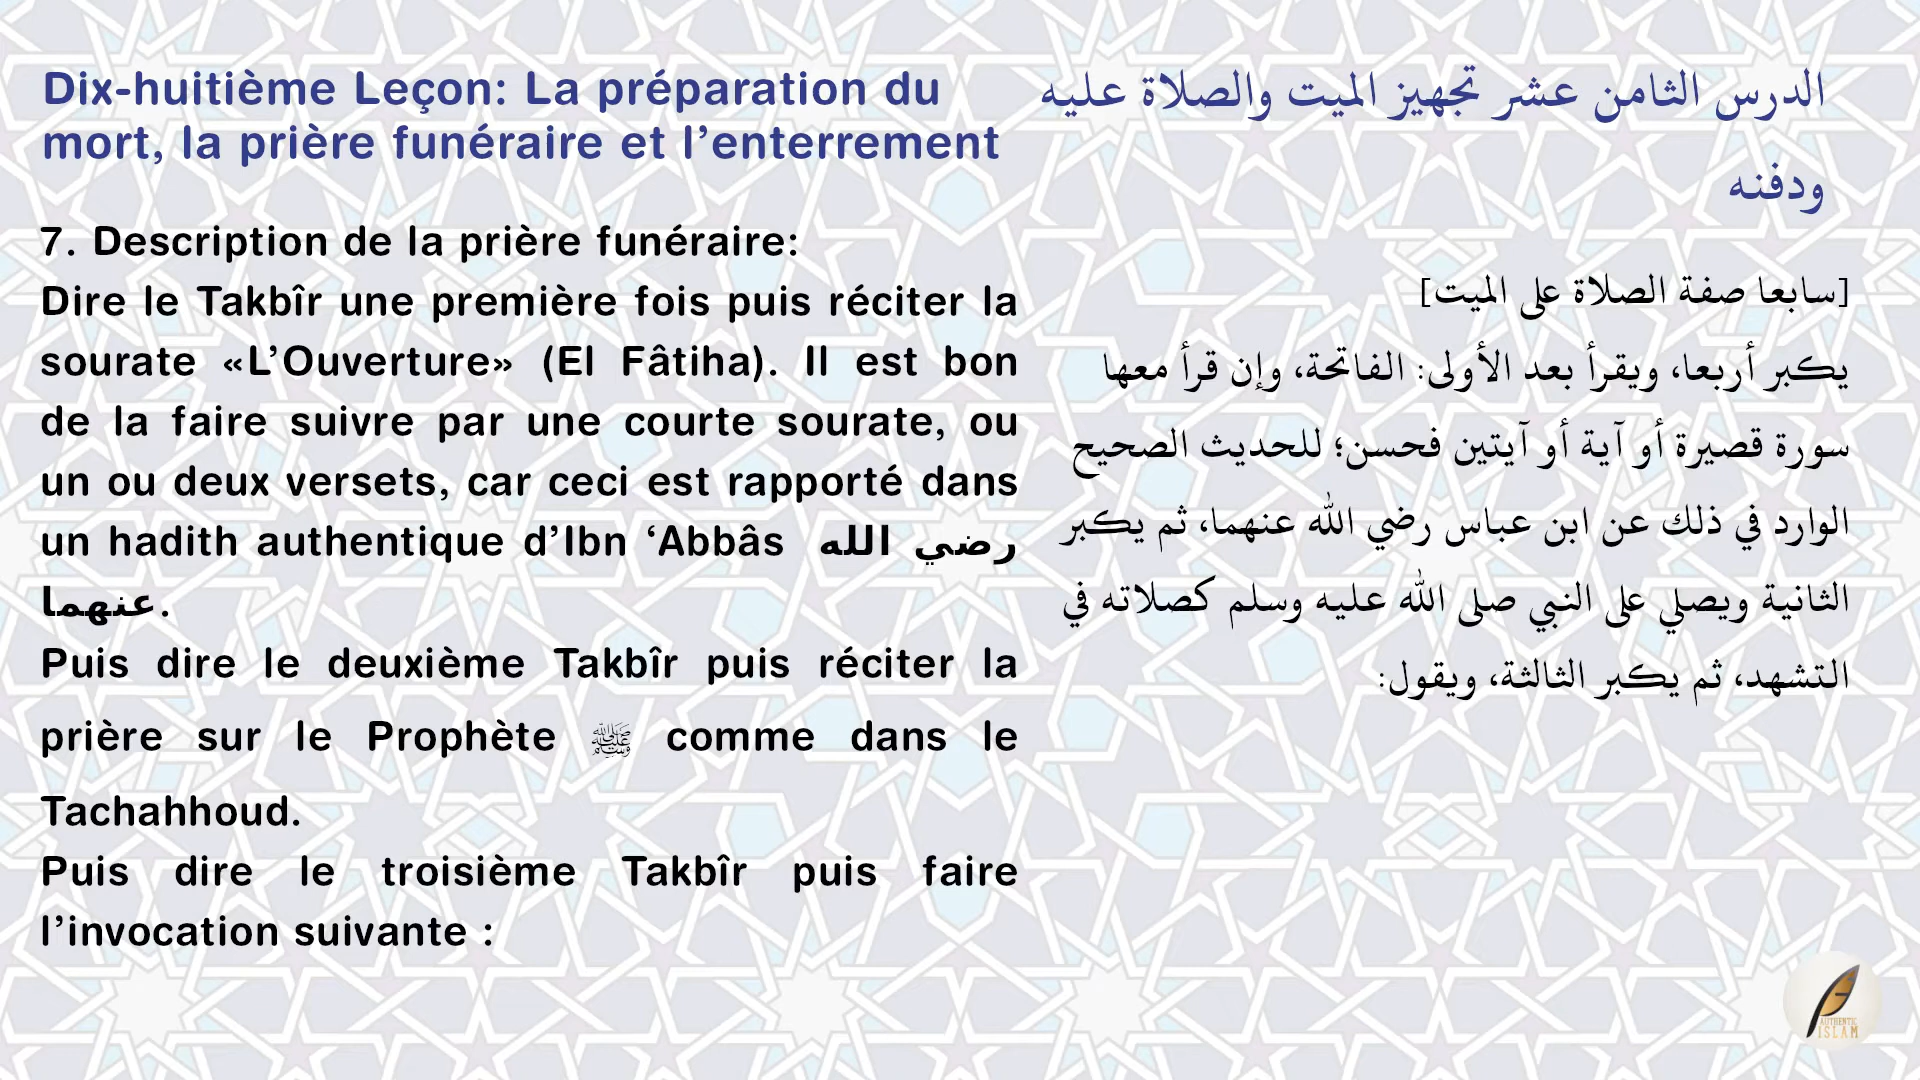 Dix-huitième Leçon: La préparation du
mort, la prière funéraire et l’enterrement
7. Description de la prière funéraire:
Dire le Takbîr une première fois puis réciter la
sourate «L’Ouverture» (El Fâtiha). Il est bon
de la faire suivre par une courte sourate, ou
un ou deux versets, car ceci est rapporté dans
un hadith authentique d’Ibn ‘Abbâs رضي الله
عنهما.
Puis dire le deuxième Takbîr puis réciter la
prière sur le Prophète ﷺ comme dans le
Tachahhoud.
Puis dire le troisième Takbîr puis faire
l’invocation suivante :
الدرس الثامن عشر تجهيز الميت والصلاة عليه
ودفنه
[سابعا صفة الصلاة على الميت]
يكبر أربعا، ويقرأ بعد الأولى: الفاتحة، وإن قرأ معها
سورة قصيرة أو آية أو آيتين فحسن؛ للحديث الصحيح
الوارد في ذلك عن ابن عباس رضي الله عنهما، ثم يكبر
الثانية ويصلي على النبي صلى الله عليه وسلم كصلاته في
التشهد، ثم يكبر الثالثة، ويقول:
AUTHENTIC
ISLAM